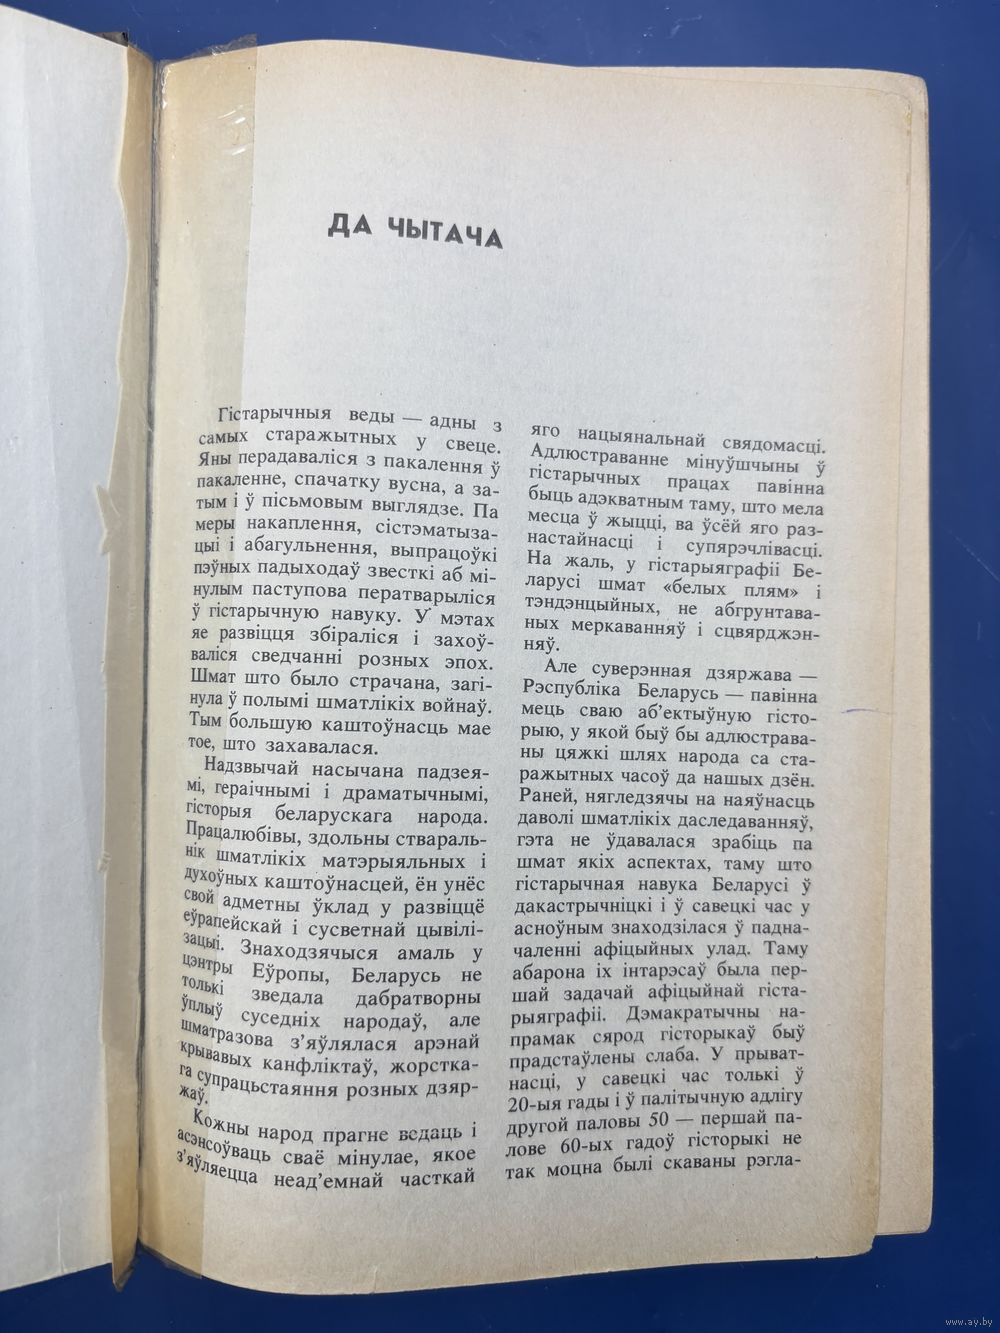 ДА ЧЫТАЧА
Гістарычныя веды — адны з
самых старажытных у свеце.
Яны перадаваліся з пакалення ў
пакаленне, спачатку вусна, а за-
тым і ў пісьмовым выглядзе. Па
меры накаплення, сістэматыза-
цыі і абагульнення, выпрацоўкі
пэўных падыходаў звесткі аб мі-
нулым паступова ператварыліся
ў гістарычную навуку. У мэтах
яе развіцця збіраліся і захоў-
валіся сведчанні розных эпох.
Шмат што было страчана, загі-
нула ў полымі шматлікіх войнаў.
Тым большую каштоўнасць мае
тое, што захавалася.
Надзвычай насычана падзея-
мі, гераічнымі і драматычнымі,
гісторыя беларускага народа.
Працалюбівы, здольны ствараль-
нік шматлікіх матэрыяльных і
духоўных каштоўнасцей, ён унёс
свой адметны ўклад у развіццё
еўрапейскай і сусветнай цывілі-
зацыі. Знаходзячыся амаль у
цэнтры Еўропы, Беларусь не
толькі зведала дабратворны
ўплыў суседніх народаў, але
шматразова з’яўлялася арэнай
крывавых канфліктаў, жорстка-
га супрацьстаяння розных дзяр-
жаў.
Кожны народ прагне ведаць і
асэнсоўваць сваё мінулае, якое
з’яўляецца неад’емнай часткай
яго нацыянальнай свядомасці.
Адлюстраванне мінуўшчыны ў
гістарычных працах павінна
быць адэкватным таму, што мела
месца ў жыцці, ва ўсёй яго раз-
настайнасці і супярэчлівасці.
На жаль, у гістарыяграфіі Бе-
ларусі шмат «белых плям» і
тэндэнцыйных, не абгрунтава-
ных меркаванняў і сцвярджэн-
няў.
Але суверэнная дзяржава —
Рэспубліка Беларусь — павінна
мець сваю аб’ектыўную гісто-
рыю, у якой быў бы адлюстрава-
ны цяжкі шлях народа са ста-
ражытных часоў да нашых дзён.
Раней, нягледзячы на наяўнасць
даволі шматлікіх даследаванняў,
гэта не ўдавалася зрабіць па
шмат якіх аспектах, таму што
гістарычная навука Беларусі ў
дакастрычніцкі і ў савецкі час у
асноўным знаходзілася ў падна-
чаленні афіцыйных улад. Таму
абарона іх інтарэсаў была пер-
шай задачай афіцыйнай гіста-
рыяграфіі. Дэмакратычны на-
прамак сярод гісторыкаў быў
прадстаўлены слаба. У прыват-
насці, у савецкі час толькі ў
20-ыя гады і ў палітычную адлігу
другой паловы 50 — першай па-
лове 60-ых гадоў гісторыкі не
так моцна былі скаваны рэгла-
www.ay.by